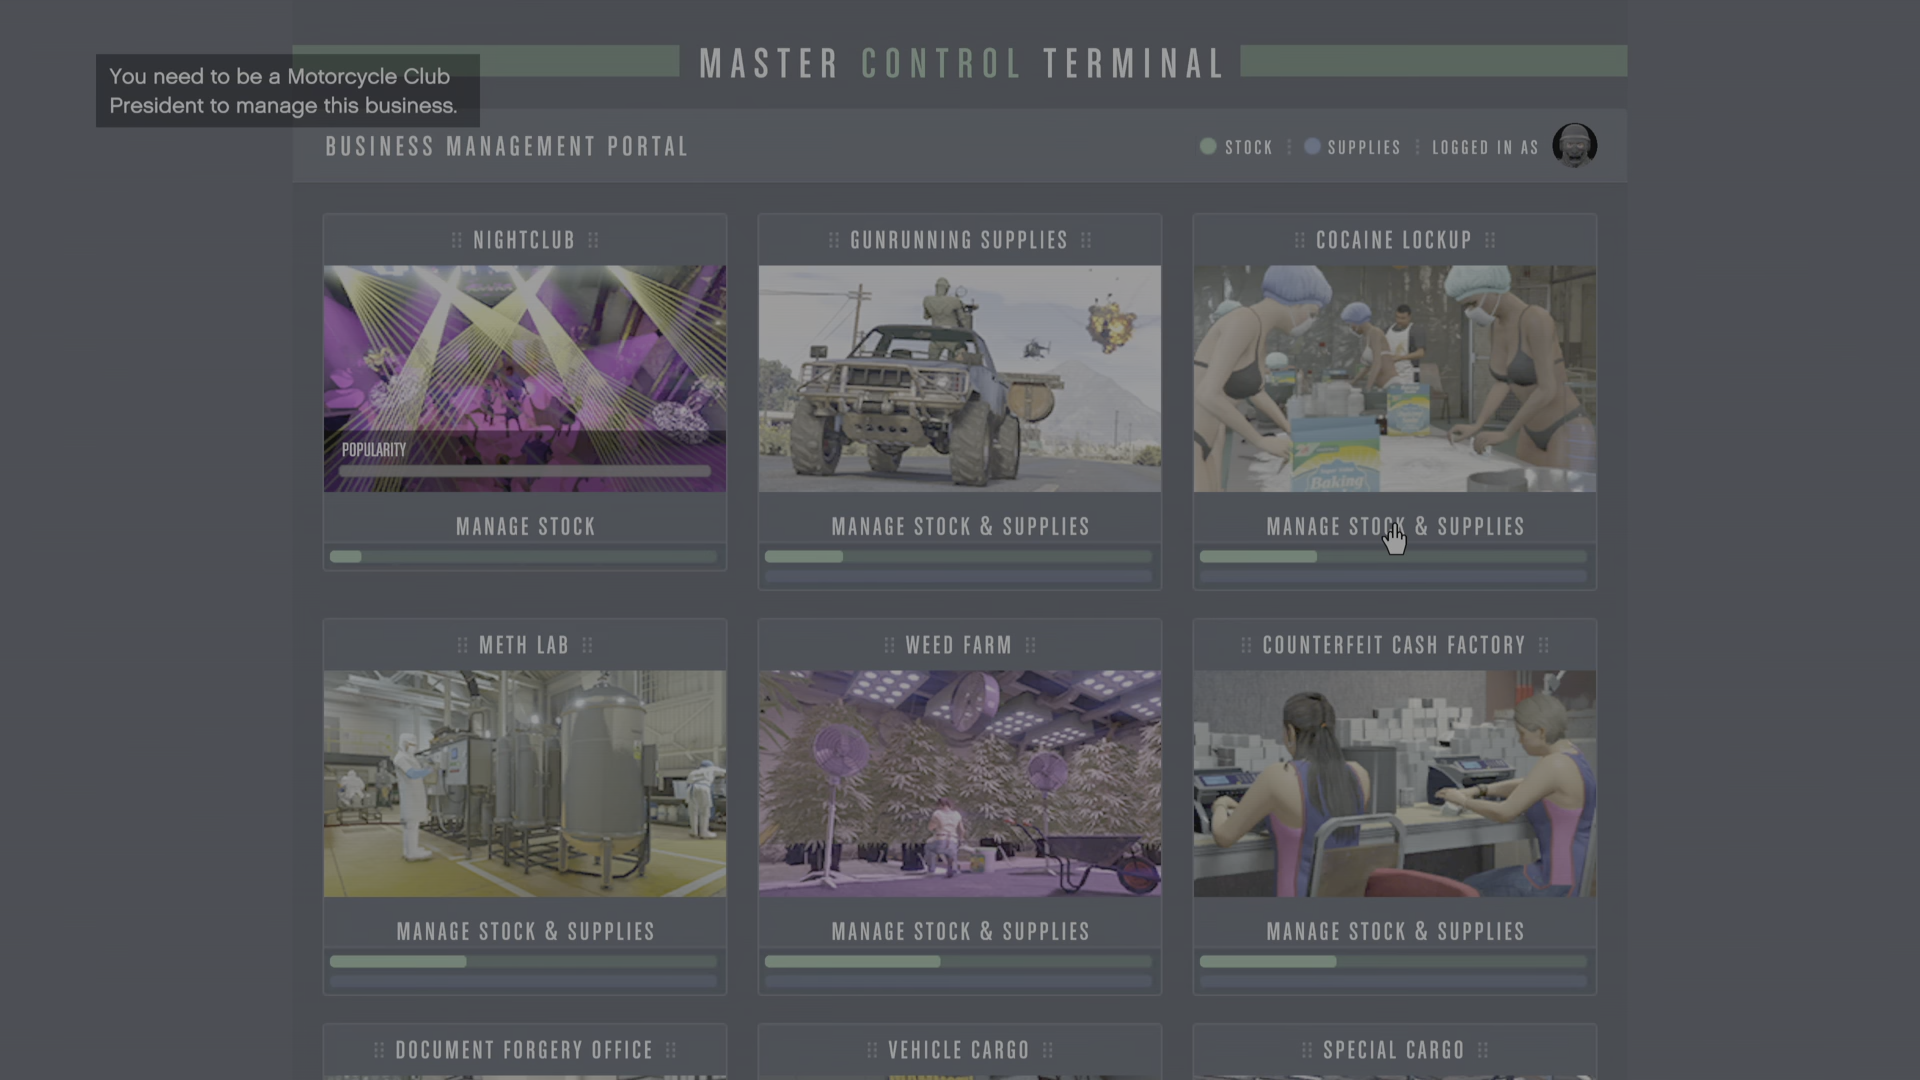 MASTER CONTROL TERMINAL
You need to be a Motorcycle Club
President to manage this business.
BUSINESS MANAGEMENT PORTAL
STOCK
SUPPLIES
LOGGED IN AS
NIGHTCLUB
GUNRUNNING SUPPLIES
COCAINE LOCKUP
POPULARITY
Baking
MANAGE STOCK
MANAGE STOCK & SUPPLIES
MANAGE STOCK & SUPPLIES
METH LAB
WEED FARM
COUNTERFEIT CASH FACTORY
MANAGE STOCK & SUPPLIES
MANAGE STOCK & SUPPLIES
MANAGE STOCK & SUPPLIES
DOCUMENT FORGERY OFFICE
VEHICLE CARGO
SPECIAL CARGO